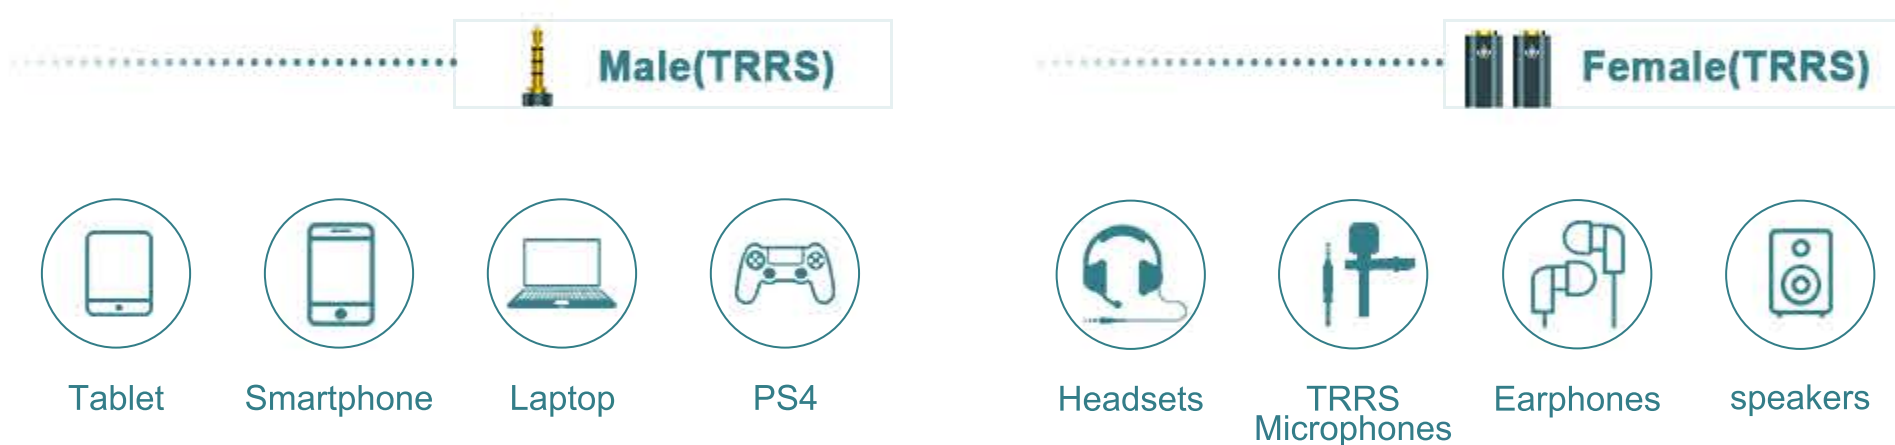 Male(TRRS)
Female(TRRS)
Tablet
Smartphone
Laptop
PS4
Headsets
TRRS
Microphones
Earphones
speakers